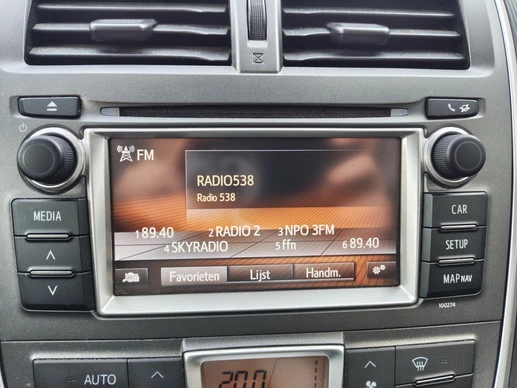 FM
RADIO538
Radio 538
1 89.40 2 RADIO 2 3 NPO 3FM
4 SKYRADIO 5 ffn 6 89.40
Favorieten Lijst Handm.
MEDIA
CAR
SETUP
MAP NAV
100274
AUTO
20.0